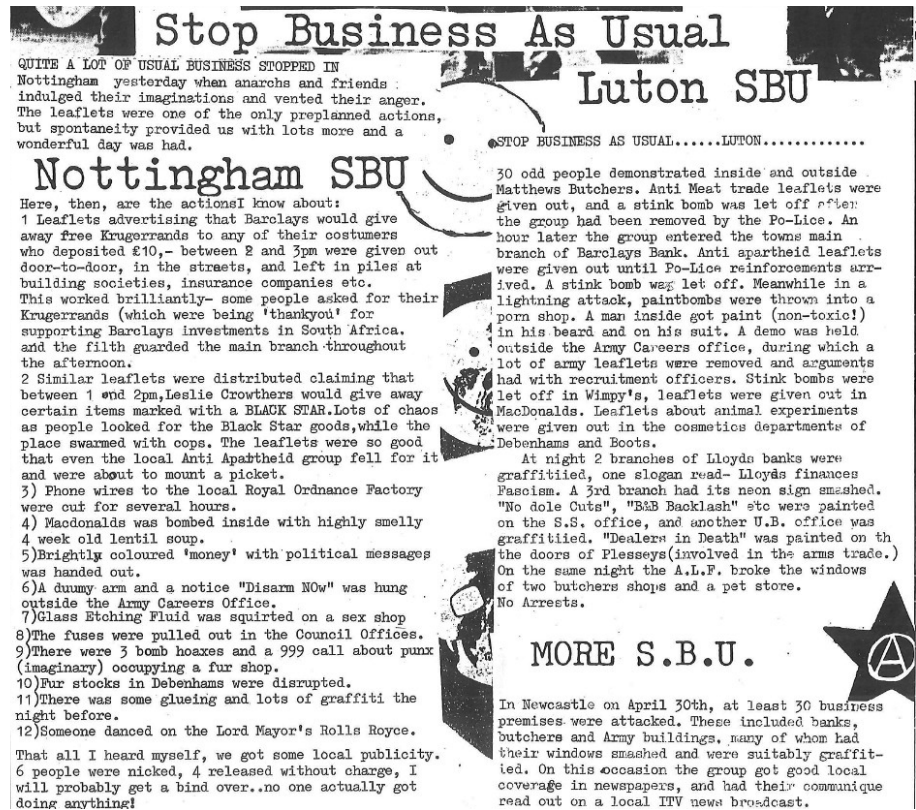 Stop Business As Usual
QUITE A LOT OF USUAL BUSINESS STOPPED IN
Nottingham yesterday when anarchs and friends
indulged their imaginations and vented their anger.
The leaflets were one of the only preplanned actions,
but spontaneity provided us with lots more and a
wonderful day was had.
Nottingham SBU
Here, then, are the actionsI know about:
1 Leaflets advertising that Barclays would give
away free Krugerrands to any of their costumers
who deposited £10,- between 2 and 3pm were given out
door-to-door, in the streets, and left in piles at
building societies, insurance companies etc.
This worked brilliantly- some people asked for their
Krugerrands (which were being 'thankyou' for
supporting Barclays investments in South Africa.
and the filth guarded the main branch throughout
the afternoon.
2 Similar leaflets were distributed claiming that
between 1 and 2pm,Leslie Crowthers would give away
certain items marked with a BLACK STAR.Lots of chaos
as people looked for the Black Star goods,while the
place swarmed with cops. The leaflets were so good
that even the local Anti Apabtheid group fell for it
and were about to mount a picket.
3) Phone wires to the local Royal Ordnance Factory
were cut for several hours.
4) Macdonalds was bombed inside with highly smelly
4 week old lentil soup.
5)Brightly coloured 'money' with political messages
was handed out.
6)A duumy arm and a notice "Disarm NOw" was hung
outside the Army Careers Office.
7)Glass Etching Fluid was squirted on a sex shop
8)The fuses were pulled out in the Council Offices.
9)There were 3 bomb hoaxes and a 999 call about punx
(imaginary) occupying a fur shop.
10)Fur stocks in Debenhams were disrupted.
11)There was some glueing and lots of graffiti the
night before.
12)Someone danced on the Lord Mayor's Rolls Royce.
That all I heard myself, we got some local publicity.
6 people were nicked, 4 released without charge, I
will probably get a bind over..no one actually got
doing anything!
Luton SBU
STOP BUSINESS AS USUAL......LUTON.............
30 odd people demonstrated inside and outside
Matthews Butchers. Anti Meat trade leaflets were
given out, and a stink bomb was let off after
the group had been removed by the Po-Lice. An
hour later the group entered the towns main
branch of Barclays Bank. Anti apartheid leaflets
were given out until Po-Lice reinforcements arr-
ived. A stink bomb was let off. Meanwhile in a
lightning attack, paintbombs were thrown into a
porn shop. A man inside got paint (non-toxic!)
in his beard and on his suit. A demo was held
outside the Army Careers office, during which a
lot of army leaflets were removed and arguments
had with recruitment officers. Stink bombs were
let off in Wimpy's, leaflets were given out in
MacDonalds. Leaflets about animal experiments
were given out in the cosmetics departments of
Debenhams and Boots.
At night 2 branches of Lloyds banks were
graffitiied, one slogan read- Lloyds finances
Fascism. A 3rd branch had its neon sign smashed.
"No dole Cuts", "B&B Backlash" etc were painted
on the S.S. office, and another U.B. office was
graffitiied. "Dealers in Death" was painted on th
the doors of Plesseys(involved in the arms trade.)
On the same night the A.L.F. broke the windows
of two butchers shops and a pet store.
No Arrests.
MORE S.B.U.
In Newcastle on April 30th, at least 30 business
premises were attacked. These included banks,
butchers and Army buildings, many of whom had
their windows smashed and were suitably graffit-
ied. On this occasion the group got good local
coverage in newspapers, and had their communique
read out on a local ITV news broadcast.